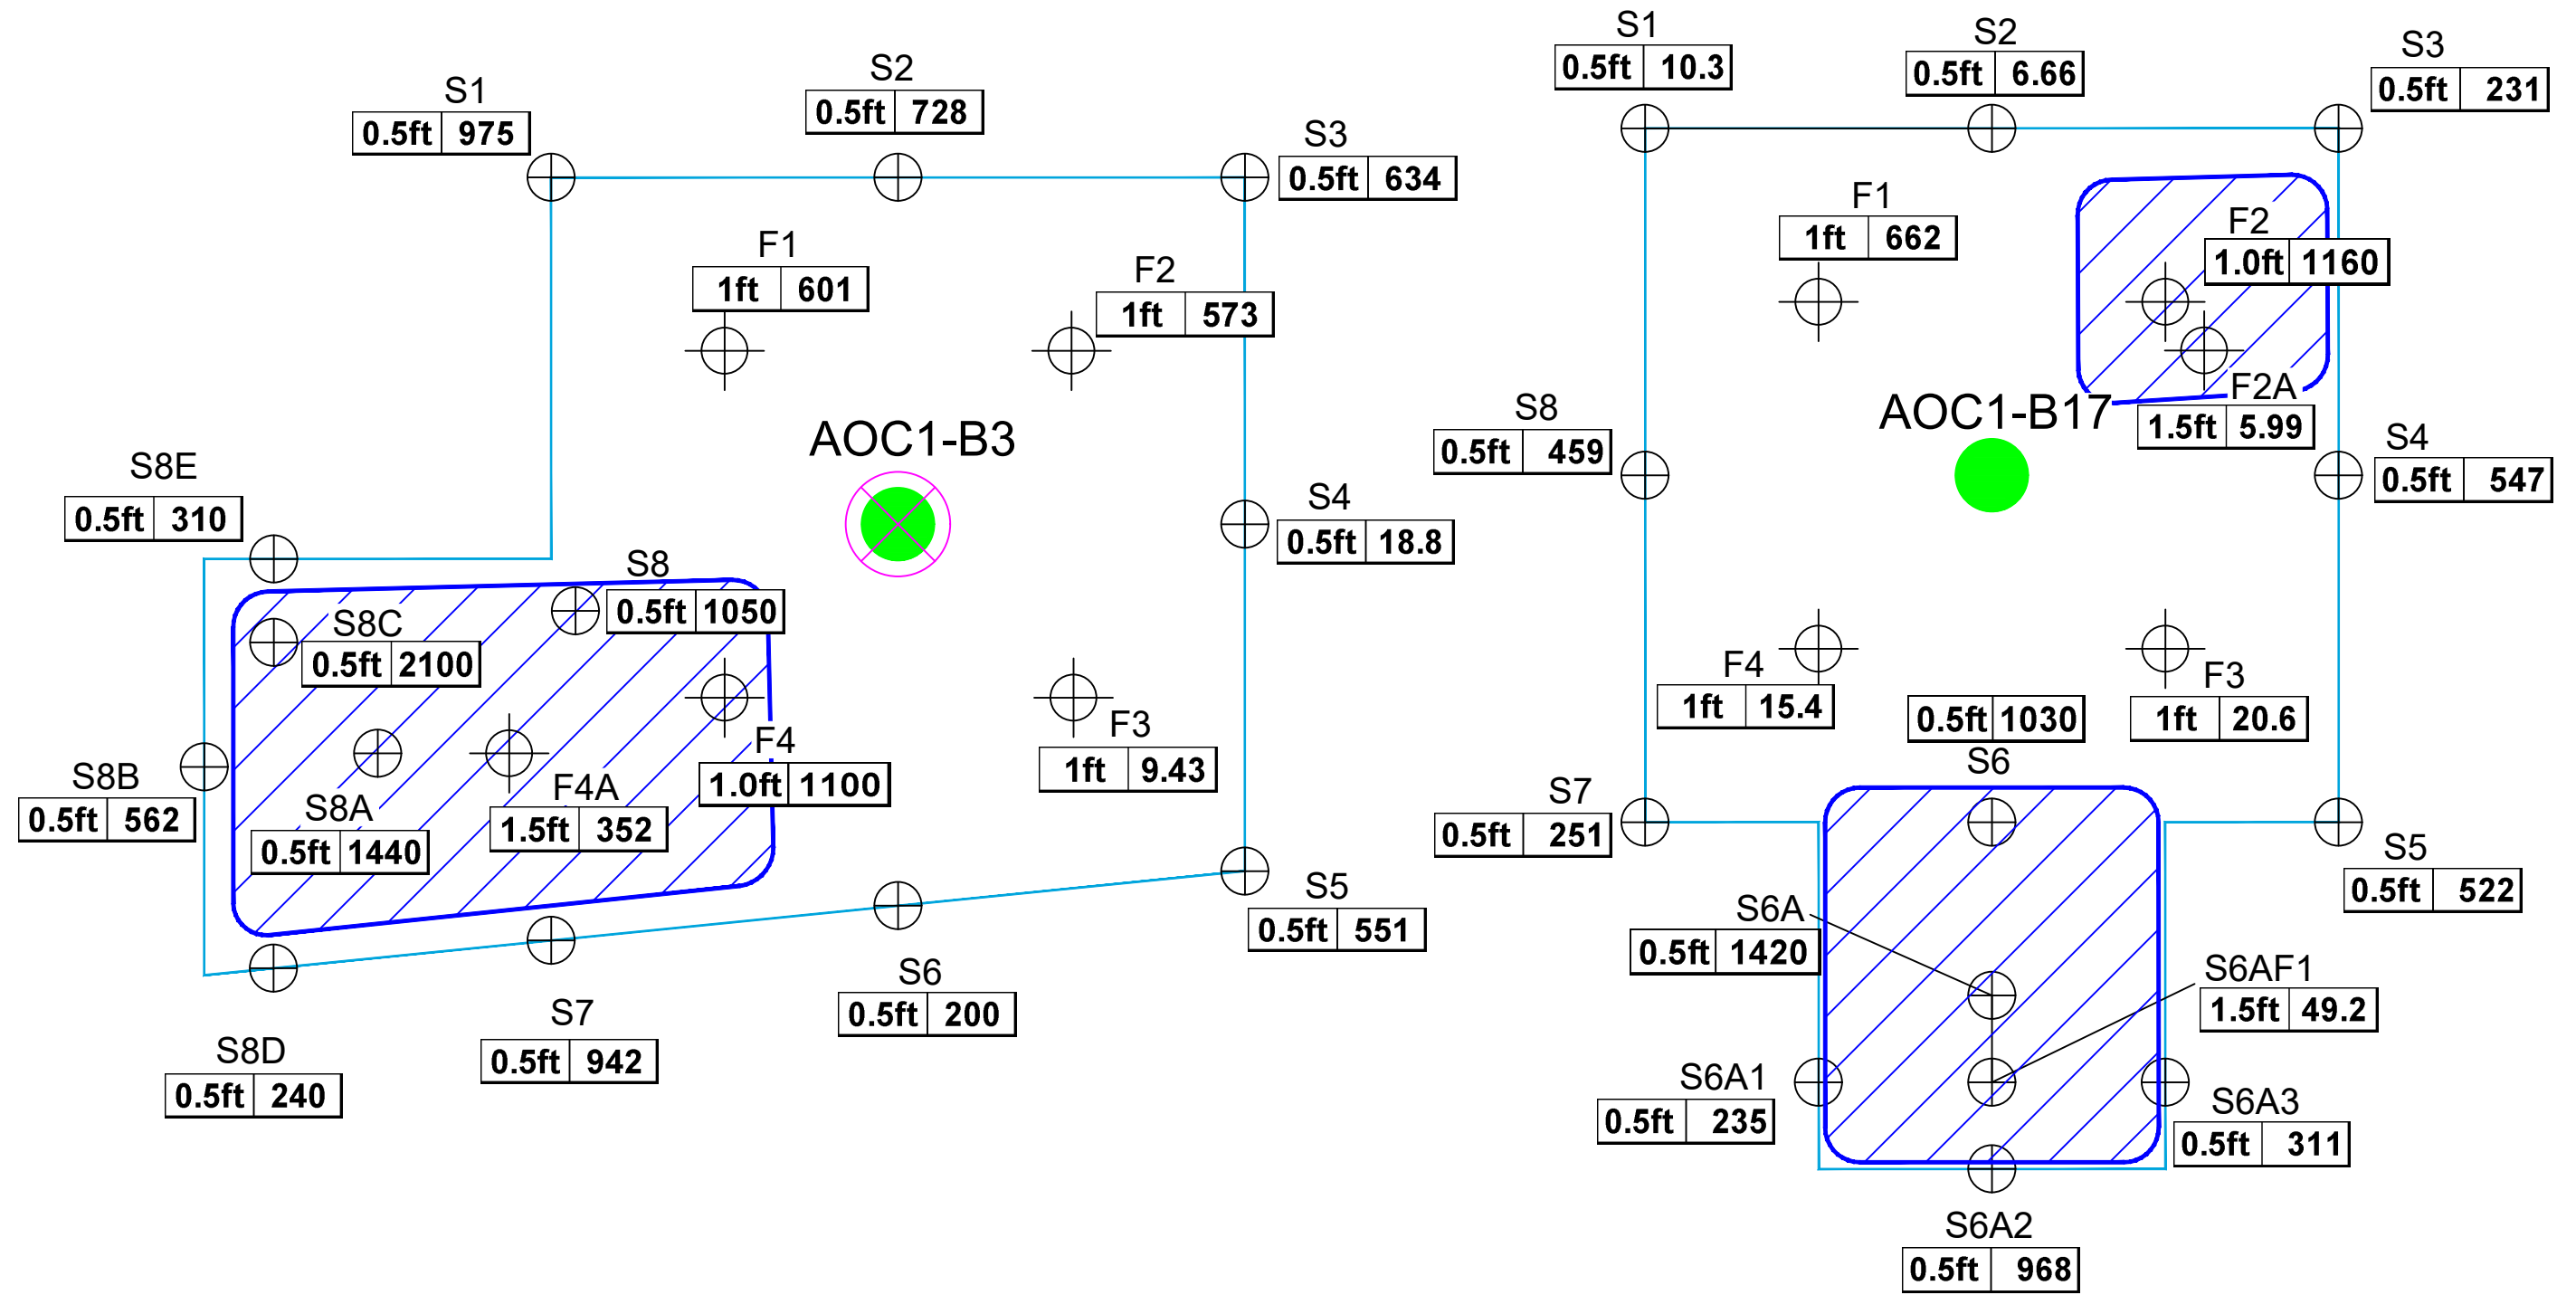 S1
0.5ft 975
S2
0.5ft 728
S3
0.5ft 634
F1
1ft 601
F2
1ft 573
AOC1-B3
S8E
0.5ft 310
S4
0.5ft 18.8
S8
0.5ft 1050
S8C
0.5ft 2100
F4
1.0ft 1100
F3
1ft 9.43
S8B
0.5ft 562
S8A
0.5ft 1440
F4A
1.5ft 352
S5
0.5ft 551
S6
0.5ft 200
S7
0.5ft 942
S8D
0.5ft 240
S1
0.5ft 10.3
S2
0.5ft 6.66
S3
0.5ft 231
F1
1ft 662
F2
1.0ft 1160
F2A
1.5ft 5.99
AOC1-B17
S8
0.5ft 459
S4
0.5ft 547
F4
1ft 15.4
F3
1ft 20.6
0.5ft 1030
S6
S7
0.5ft 251
S5
0.5ft 522
S6A
0.5ft 1420
S6AF1
1.5ft 49.2
S6A1
0.5ft 235
S6A3
0.5ft 311
S6A2
0.5ft 968